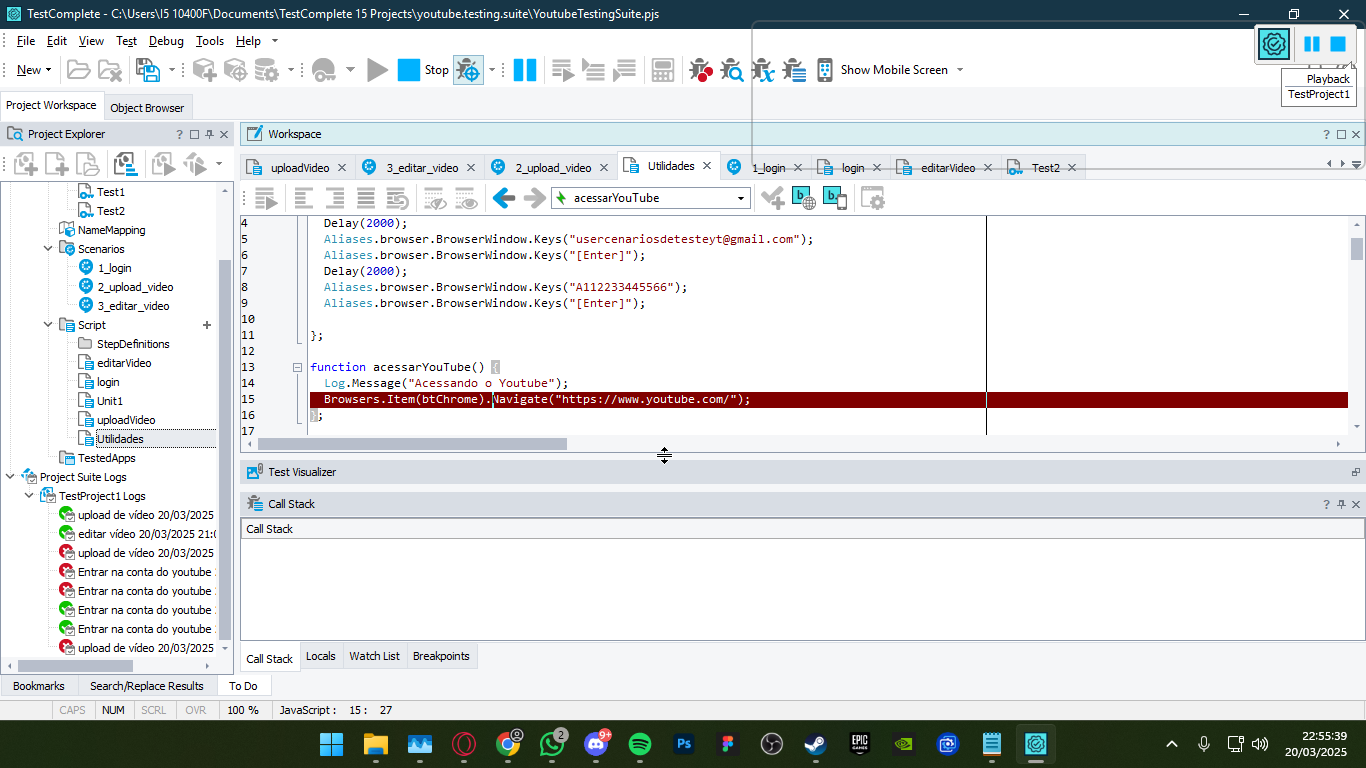 TestComplete - C:\Users\I5 10400F\Documents\TestComplete 15 Projects\youtube.testing.suite\YoutubeTestingSuite.pjs
File Edit View Test Debug Tools Help
New Stop Show Mobile Screen
Playback
TestProject1
Project Workspace Object Browser
Project Explorer
Workspace
uploadVideo 3_editar_video 2_upload_video Utilidades 1_login login editarVideo Test2
acessarYouTube
Test1
Test2
NameMapping
Scenarios
1_login
2_upload_video
3_editar_video
Script
StepDefinitions
editarVideo
login
Unit1
uploadVideo
Utilidades
TestedApps
Project Suite Logs
TestProject1 Logs
upload de vídeo 20/03/2025
editar vídeo 20/03/2025 21:0
upload de vídeo 20/03/2025
Entrar na conta do youtube
Entrar na conta do youtube
Entrar na conta do youtube
Entrar na conta do youtube
upload de vídeo 20/03/2025
4 Delay(2000);
5 Aliases.browser.BrowserWindow.Keys("usercenariosdetesteyt@gmail.com");
6 Aliases.browser.BrowserWindow.Keys("[Enter]");
7 Delay(2000);
8 Aliases.browser.BrowserWindow.Keys("A112233445566");
9 Aliases.browser.BrowserWindow.Keys("[Enter]");
10
11 };
12
13 function acessarYouTube() {
14 Log.Message("Acessando o Youtube");
15 Browsers.Item(btChrome).Navigate("https://www.youtube.com/");
16 };
17
Test Visualizer
Call Stack
Call Stack
Call Stack Locals Watch List Breakpoints
Bookmarks Search/Replace Results To Do
CAPS NUM SCRL OVR 100 % JavaScript : 15 : 27
2
9+
Ps
EPIC GAMES
22:55:39
20/03/2025